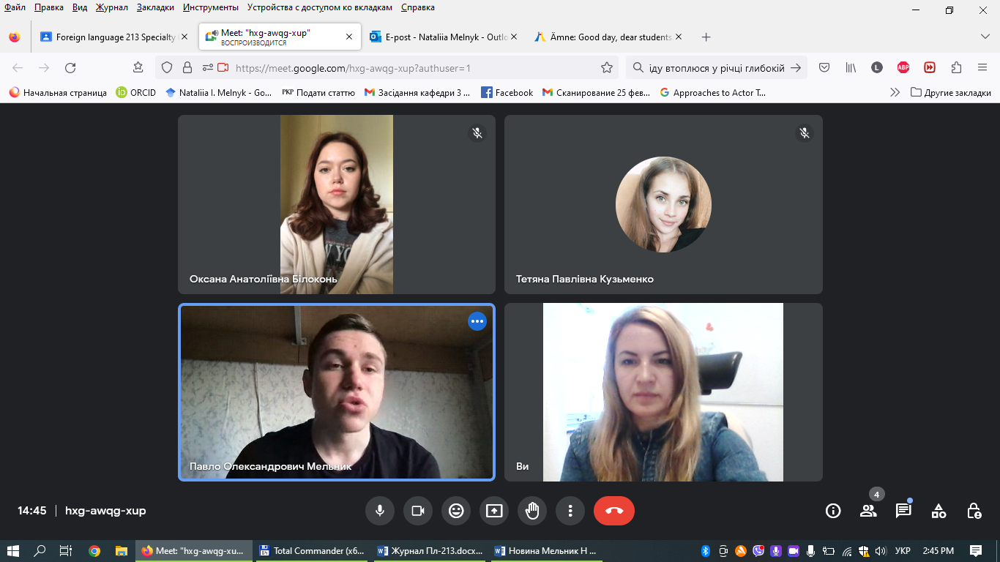 Файл Правка Вид Журнал Закладки Инструменты Устройства с доступом ко вкладкам Справка
Foreign language 213 Specialty
Meet: "hxg-awqg-xup"
ВОСПРОИЗВОДИТСЯ
E-post - Nataliia Melnyk - Outlo
Ämne: Good day, dear students
https://meet.google.com/hxg-awqg-xup?authuser=1
іду втоплюся у річці глибокій
L
ABP
Начальная страница
iD ORCID
Nataliia I. Melnyk - Go...
PKP Подати статтю
Засідання кафедри 3 ...
Facebook
Сканирование 25 фев...
Approaches to Actor T...
Другие закладки
Оксана Анатоліївна Білоконь
Тетяна Павлівна Кузьменко
Павло Олександрович Мельник
Ви
14:45 hxg-awqg-xup
4
Meet: "hxg-awqg-xu...
Total Commander (x6...
Журнал Пл-213.docx...
Новина Мельник Н ...
УКР
2:45 PM